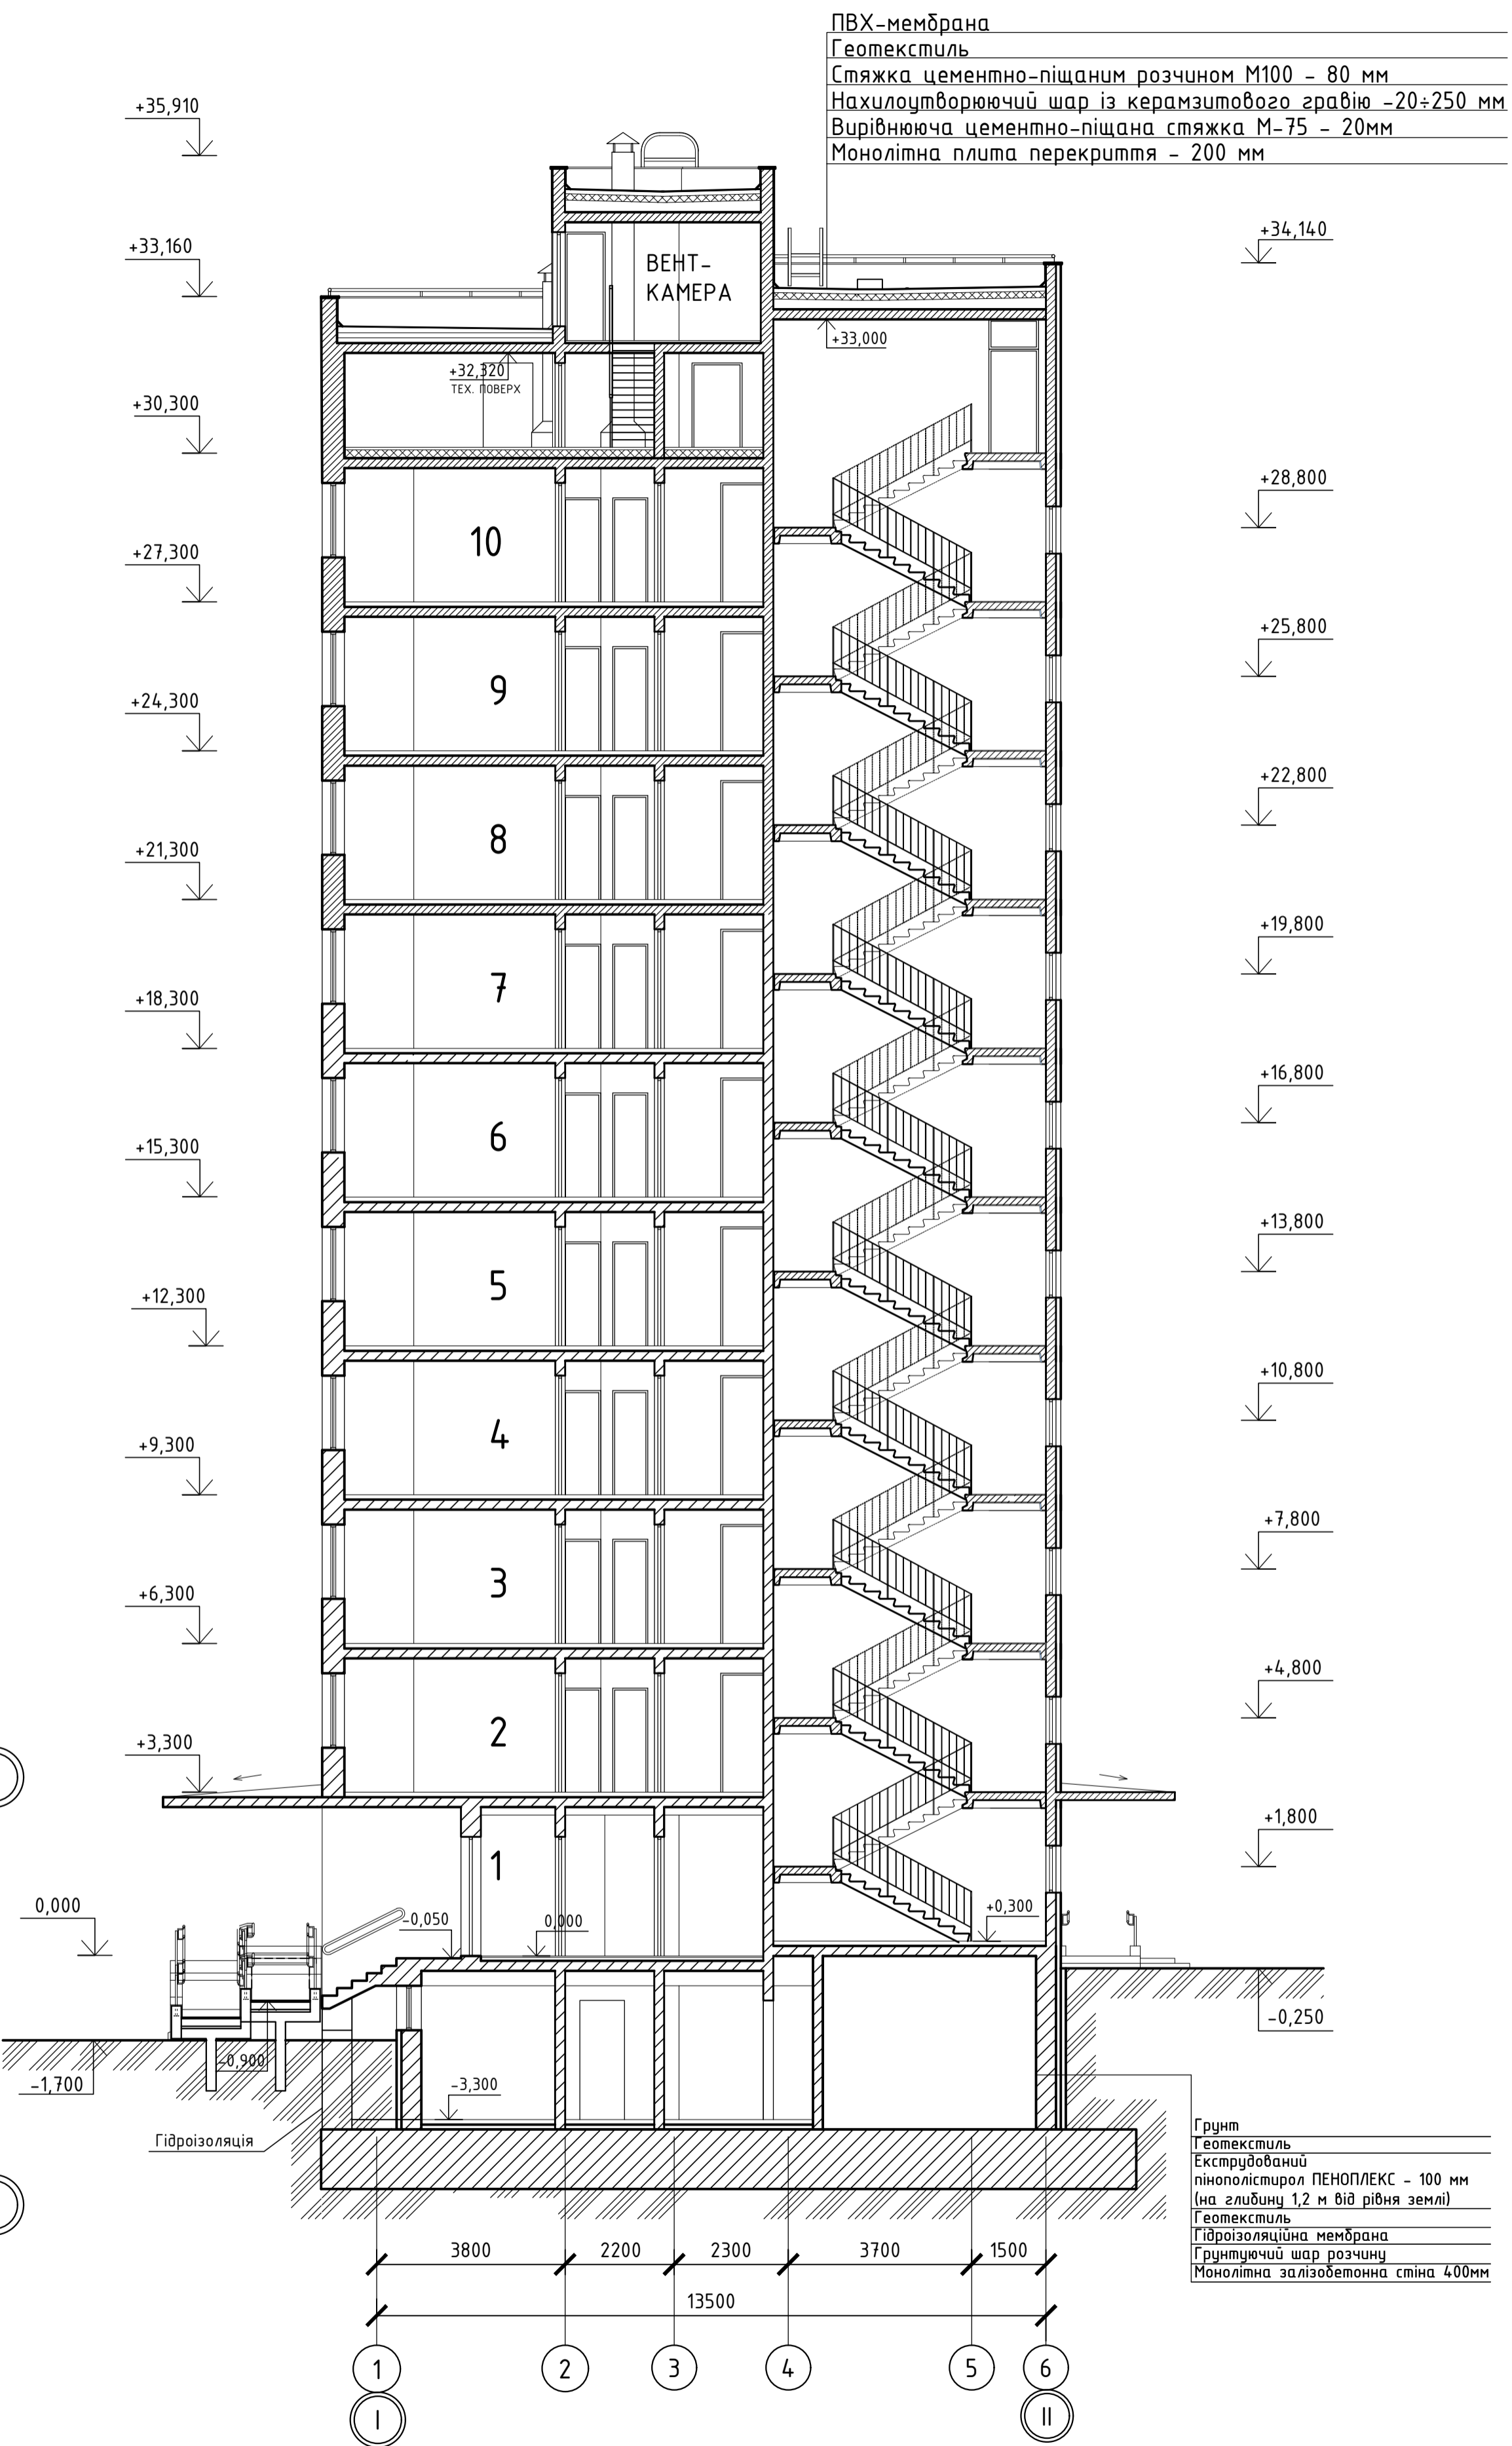 ПВХ-мембрана
Геотекстиль
Стяжка цементно-піщаним розчином М100 - 80 мм
Нахилоутворюючий шар із керамзитового гравію -20÷250 мм
Вирівнююча цементно-піщана стяжка М-75 - 20мм
Монолітна плита перекриття - 200 мм
+35,910
+33,160
+34,140
ВЕНТ-
КАМЕРА
+33,000
+32,320
ТЕХ. ПОВЕРХ
+30,300
+28,800
10
+27,300
+25,800
9
+24,300
+22,800
8
+21,300
+19,800
7
+18,300
+16,800
6
+15,300
+13,800
5
+12,300
+10,800
4
+9,300
+7,800
3
+6,300
+4,800
2
+3,300
+1,800
1
0,000
-0,050
0,000
+0,300
-0,250
-0,900
-1,700
-3,300
Гідроізоляція
Грунт
Геотекстиль
Екструдований
пінополістирол ПЕНОПЛЕКС - 100 мм
(на глибину 1,2 м від рівня землі)
Геотекстиль
Гідроізоляційна мембрана
Грунтуючий шар розчину
Монолітна залізобетонна стіна 400мм
3800 2200 2300 3700 1500
13500
1 2 3 4 5 6
I II